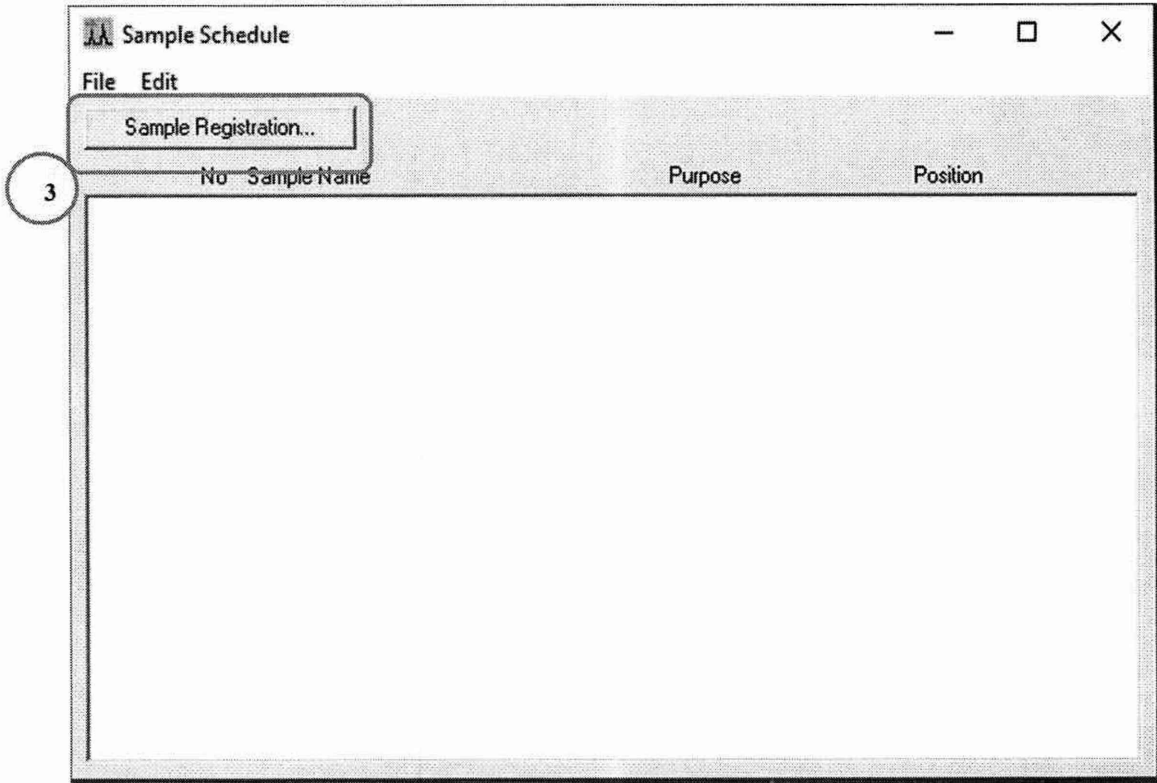 Sample Schedule
File Edit
Sample Registration...
3
No Sample Name Purpose Position